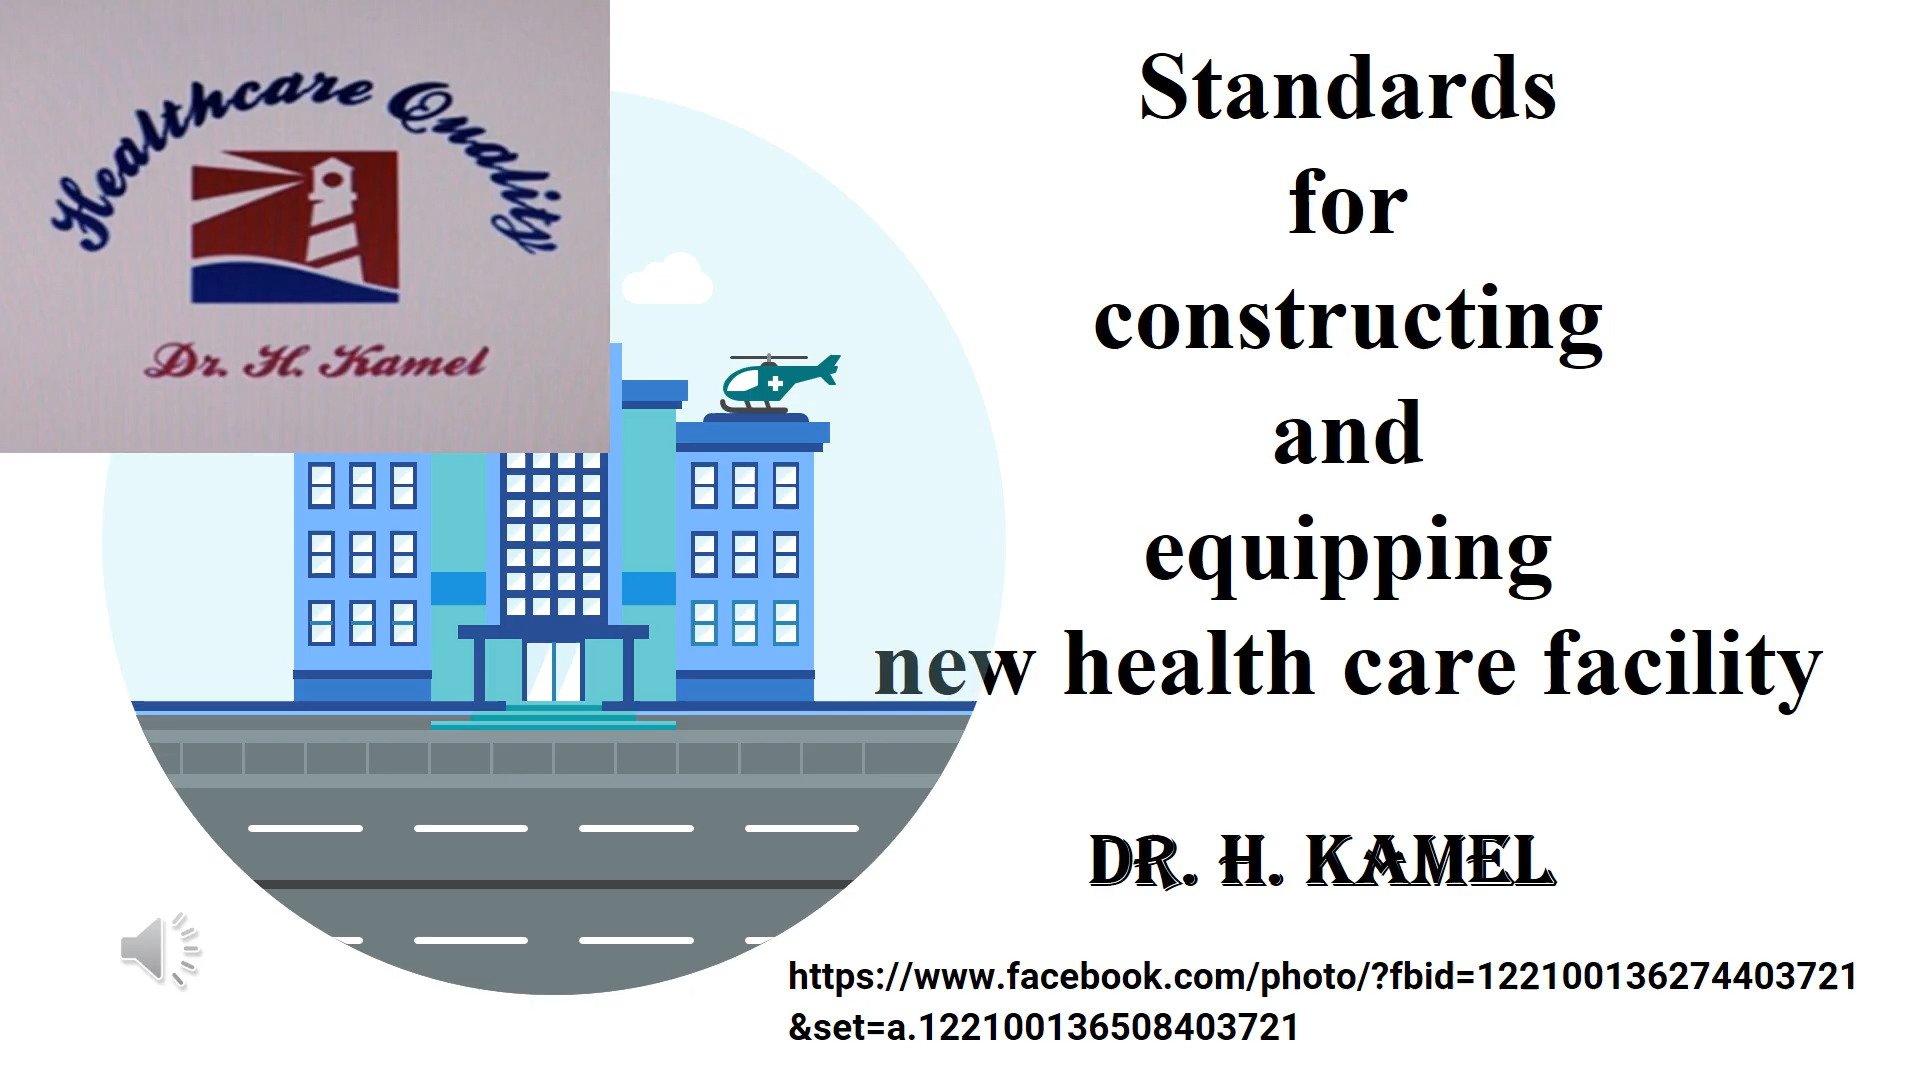 Healthcare Quality
Dr. H. Kamel
Standards
for
constructing
and
equipping
new health care facility
DR. H. KAMEL
https://www.facebook.com/photo/?fbid=122100136274403721
&set=a.122100136508403721